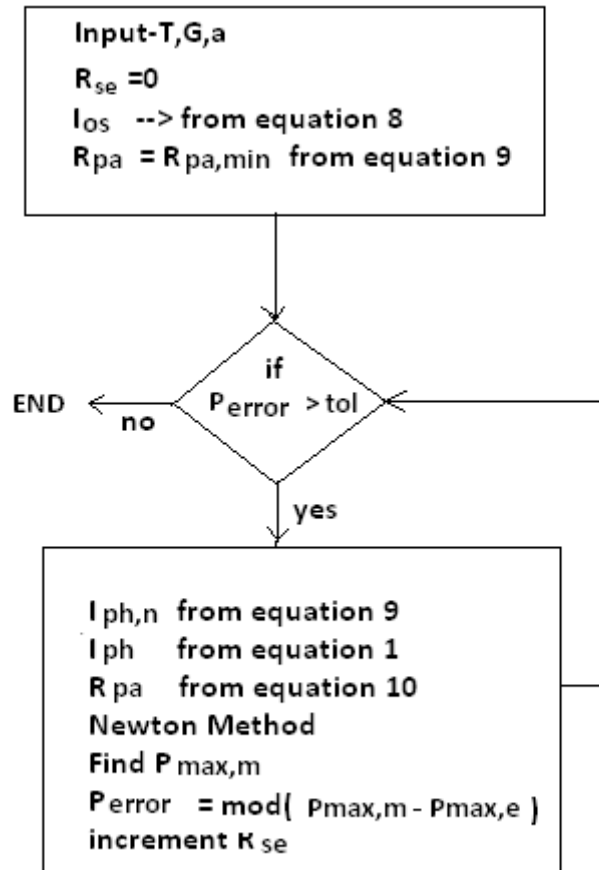 Input-T,G,a
Rse =0
Ios --> from equation 8
Rpa = Rpa,min from equation 9
if
Perror > tol
END
no
yes
Iph,n from equation 9
Iph from equation 1
Rpa from equation 10
Newton Method
Find Pmax,m
Perror = mod( Pmax,m - Pmax,e )
increment Rse